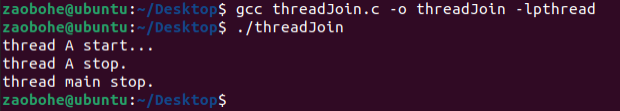 zaobohe@ubuntu:~/Desktop$ gcc threadJoin.c -o threadJoin -lpthread
zaobohe@ubuntu:~/Desktop$ ./threadJoin
thread A start...
thread A stop.
thread main stop.
zaobohe@ubuntu:~/Desktop$